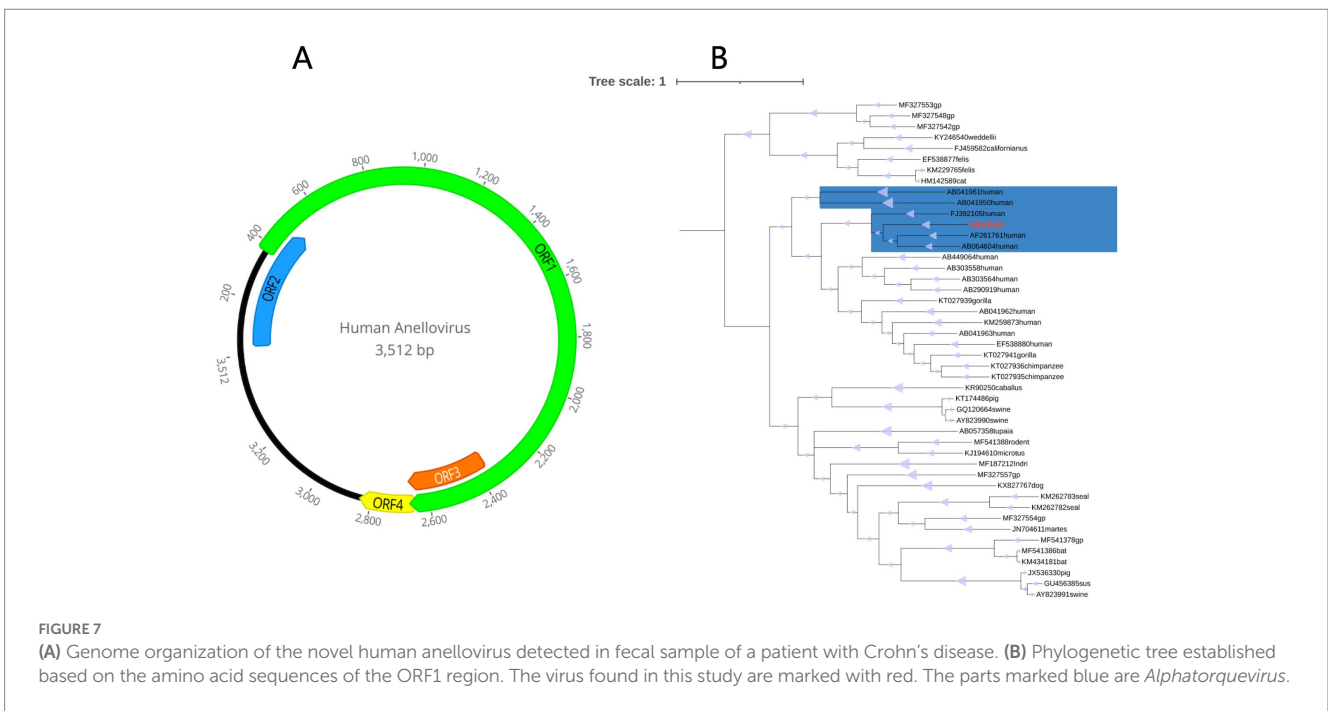 A
B
Tree scale: 1
400
600
800
1,000
1,200
1,400
1,600
1,800
2,000
2,200
2,400
2,600
2,800
3,000
3,200
3,512
200
ORF1
ORF2
ORF3
ORF4
Human Anellovirus
3,512 bp
MF327553gp
MF327548gp
MF327542gp
KY246540weddellii
FJ459582californianus
EF538877felis
KM229765felis
HM142589cat
AB041961human
AB041950human
FJ392105human
AF261761human
AB064604human
AB449064human
AB303558human
AB303564human
AB290919human
KT027939gorilla
AB041962human
KM259873human
AB041963human
EF538880human
KT027941gorilla
KT027936chimpanzee
KT027935chimpanzee
KR90250caballus
KT174486pig
GQ120664swine
AY823990swine
AB057358tupaia
MF541388rodent
KJ194610microtus
MF187212Indri
MF327557gp
KX827767dog
KM262783seal
KM262782seal
MF327554gp
JN704611martes
MF541378gp
MF541386bat
KM434181bat
JX536330pig
GU456385sus
AY823991swine
FIGURE 7
(A) Genome organization of the novel human anellovirus detected in fecal sample of a patient with Crohn’s disease. (B) Phylogenetic tree established
based on the amino acid sequences of the ORF1 region. The virus found in this study are marked with red. The parts marked blue are Alphatorquevirus.